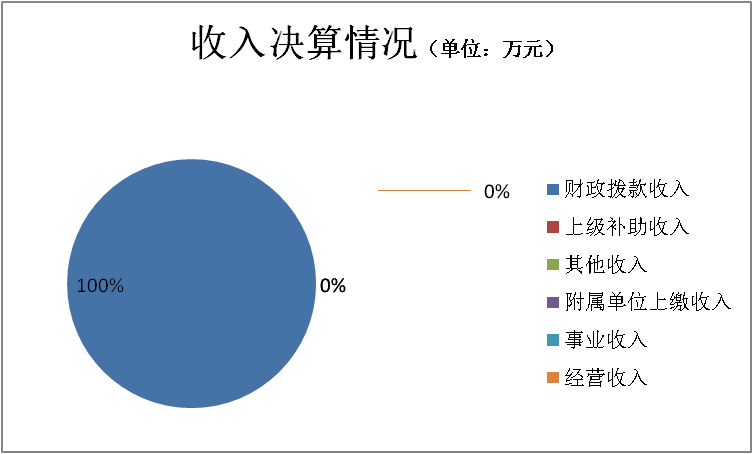 收入决算情况（单位：万元）
0%
100%
0%
财政拨款收入
上级补助收入
其他收入
附属单位上缴收入
事业收入
经营收入